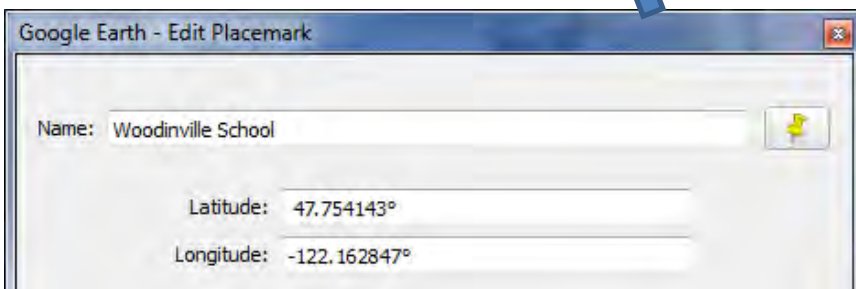 Google Earth - Edit Placemark
Name: Woodinville School
Latitude: 47.754143°
Longitude: -122.162847°